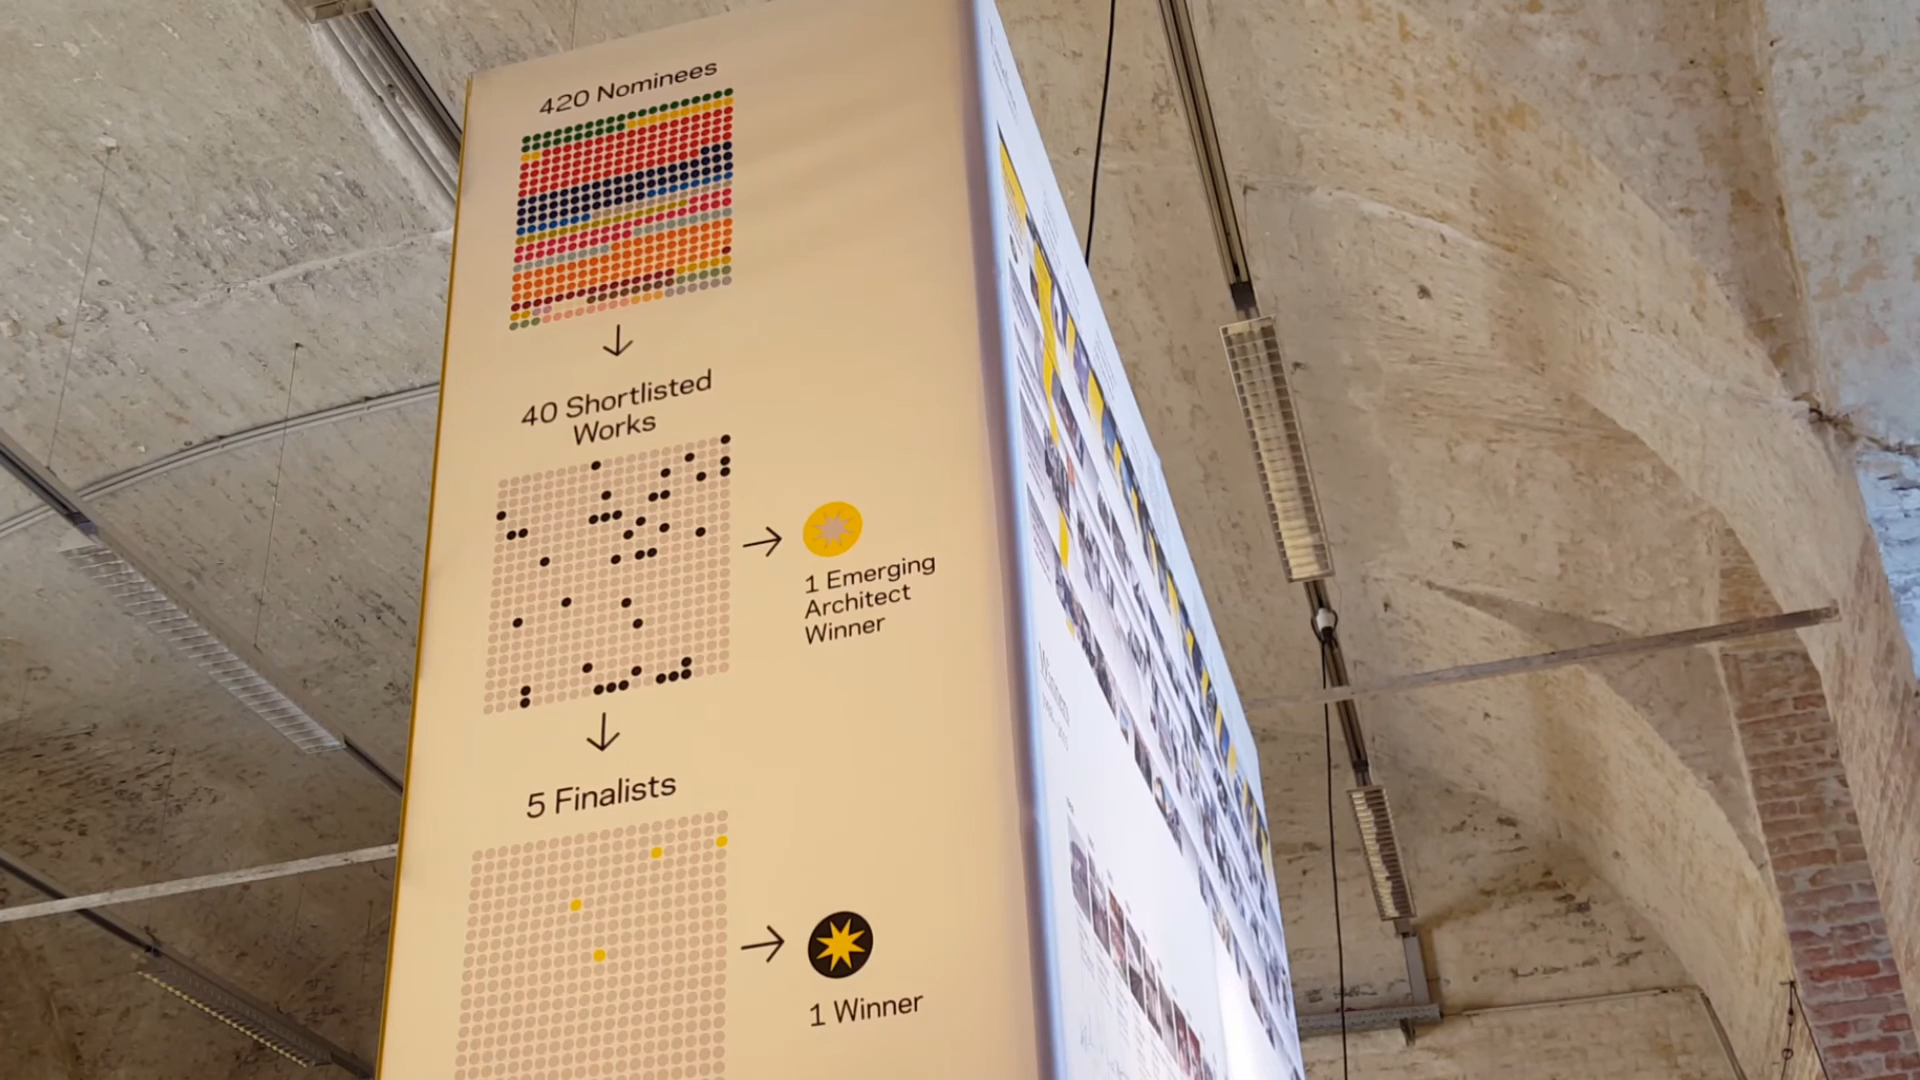 420 Nominees
40 Shortlisted
Works
1 Emerging
Architect
Winner
5 Finalists
1 Winner